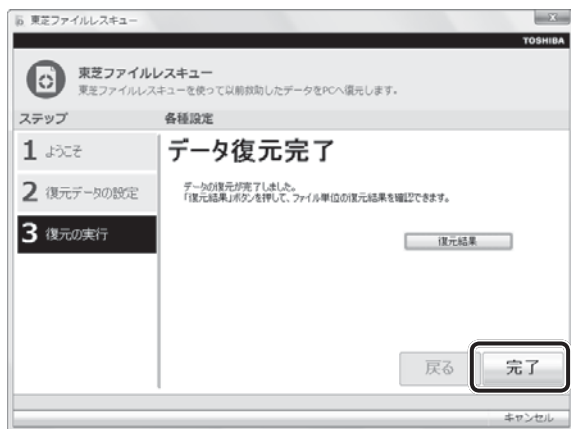 東芝ファイルレスキュー
TOSHIBA
東芝ファイルレスキュー
東芝ファイルレスキューを使って以前救助したデータをPCへ復元します。
ステップ
各種設定
1 ようこそ
2 復元データの設定
3 復元の実行
データ復元完了
データの復元が完了しました。
「復元結果」ボタンを押して、ファイル単位の復元結果を確認できます。
復元結果
戻る
完了
キャンセル